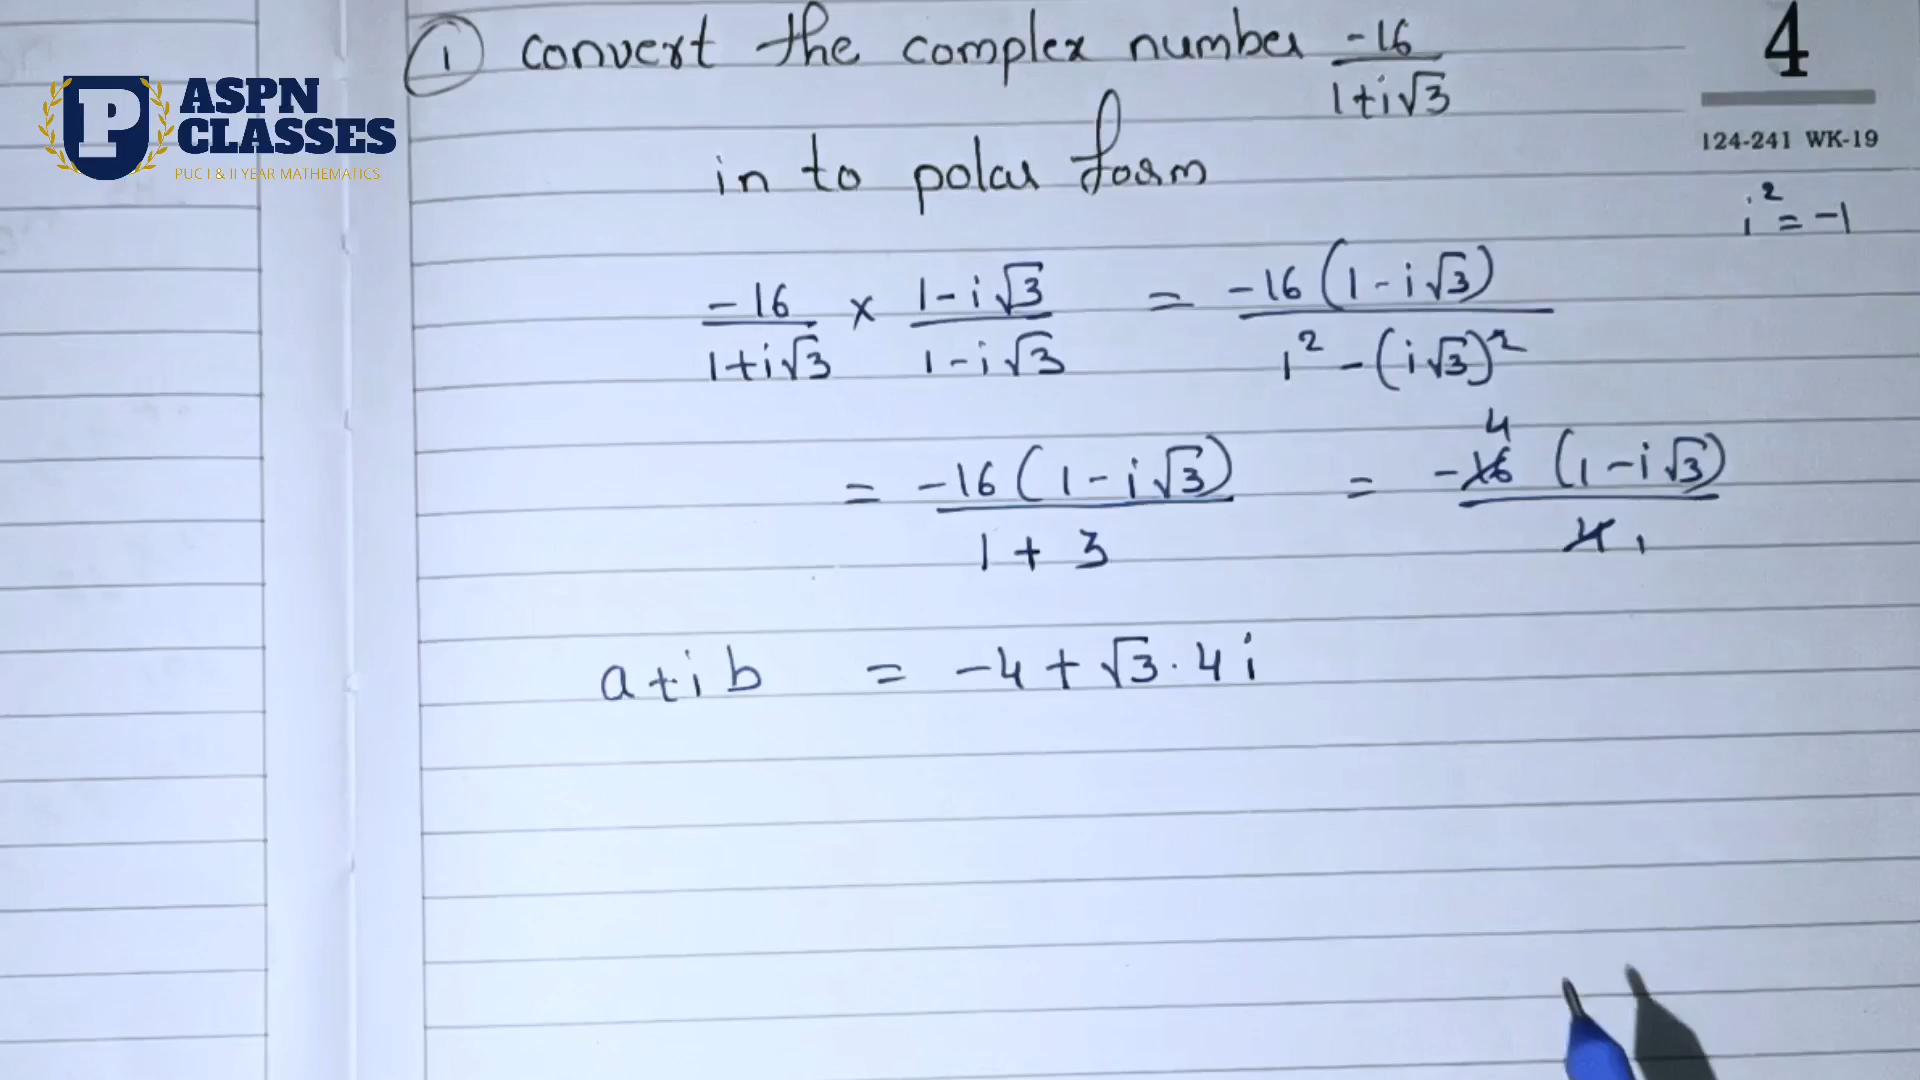 ① convert the complex number -16/(1+i√3)
in to polar form
ASPN
CLASSES
PUC I & II YEAR MATHEMATICS
4
124-241 WK-19
i² = -1
-16/(1+i√3) × (1-i√3)/(1-i√3) = -16(1-i√3)/(1² -(i√3)²)
= -16(1-i√3)/(1+3) = -16 4 (1-i√3)/4 1
a+ib = -4+√3·4i